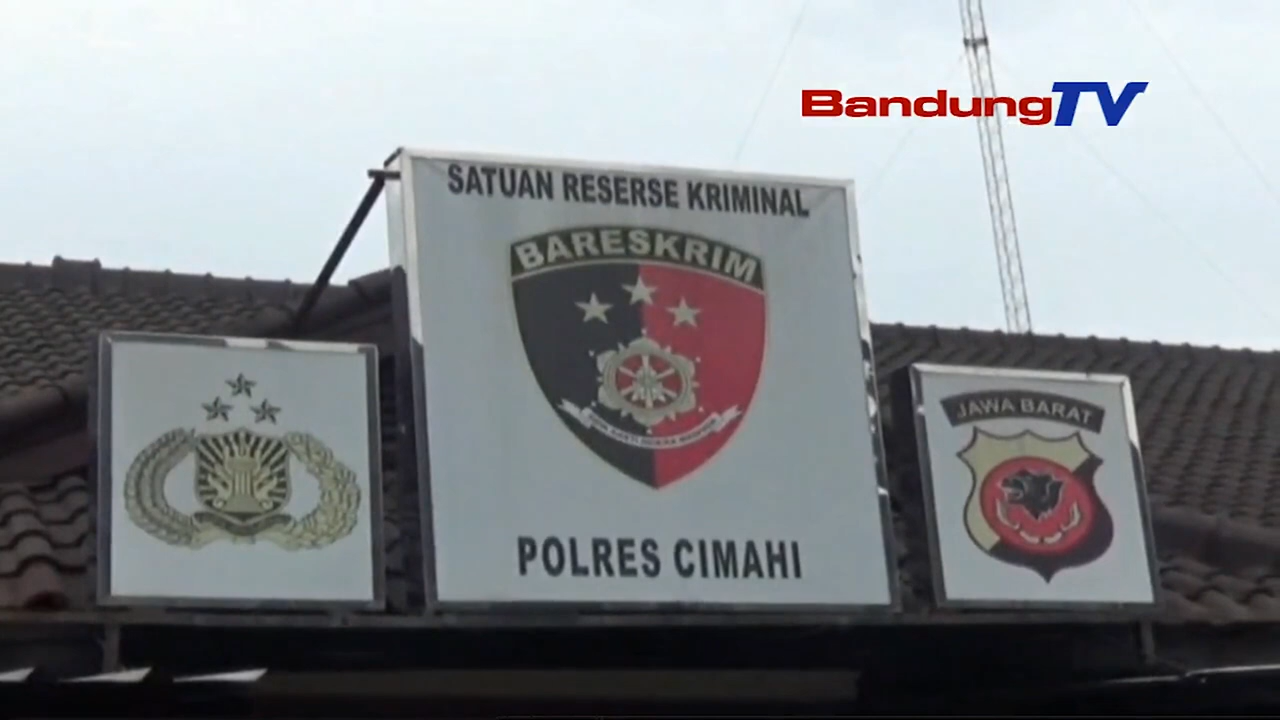 BandungTV
SATUAN RESERSE KRIMINAL
BARESKRIM
POLRES CIMAHI
JAWA BARAT